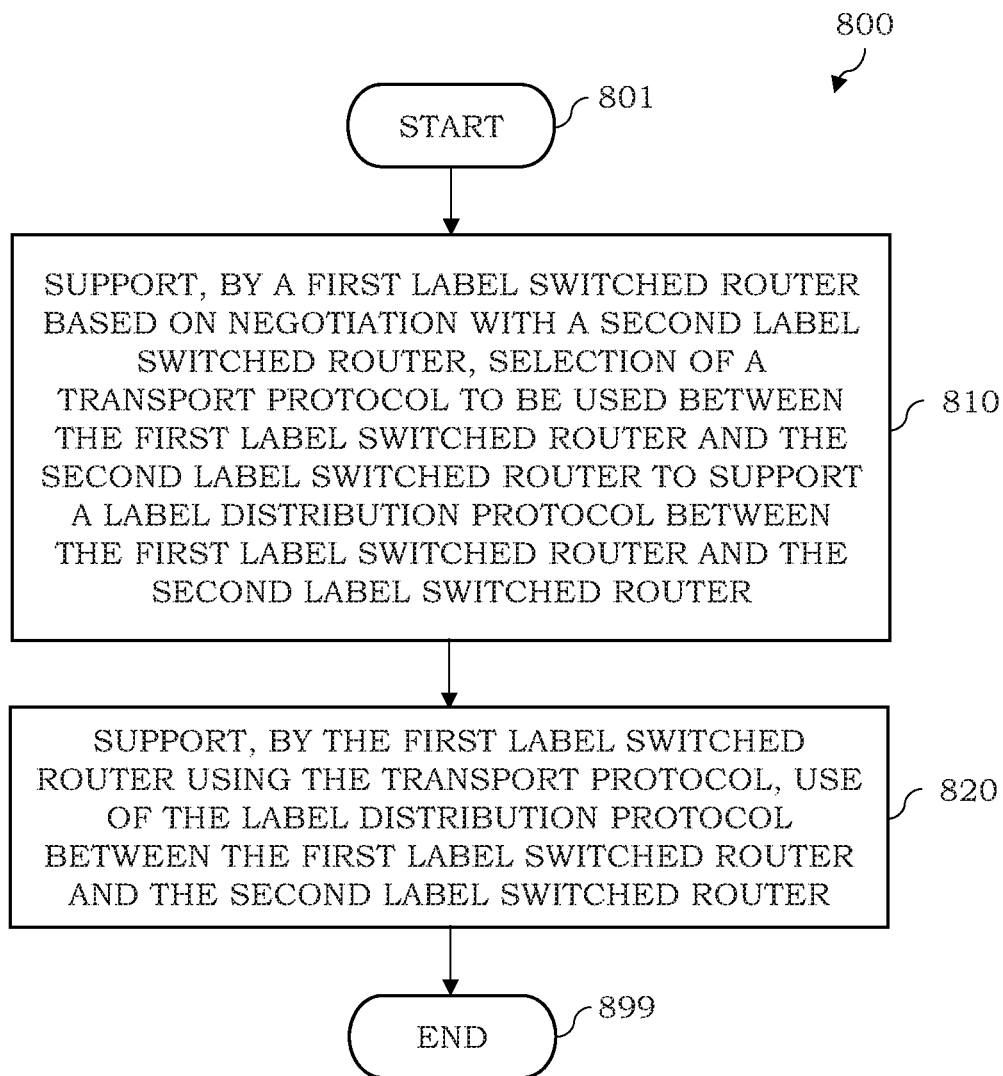 800
START
801
SUPPORT, BY A FIRST LABEL SWITCHED ROUTER
BASED ON NEGOTIATION WITH A SECOND LABEL
SWITCHED ROUTER, SELECTION OF A
TRANSPORT PROTOCOL TO BE USED BETWEEN
THE FIRST LABEL SWITCHED ROUTER AND THE
SECOND LABEL SWITCHED ROUTER TO SUPPORT
A LABEL DISTRIBUTION PROTOCOL BETWEEN
THE FIRST LABEL SWITCHED ROUTER AND THE
SECOND LABEL SWITCHED ROUTER
810
SUPPORT, BY THE FIRST LABEL SWITCHED
ROUTER USING THE TRANSPORT PROTOCOL, USE
OF THE LABEL DISTRIBUTION PROTOCOL
BETWEEN THE FIRST LABEL SWITCHED ROUTER
AND THE SECOND LABEL SWITCHED ROUTER
820
END
899